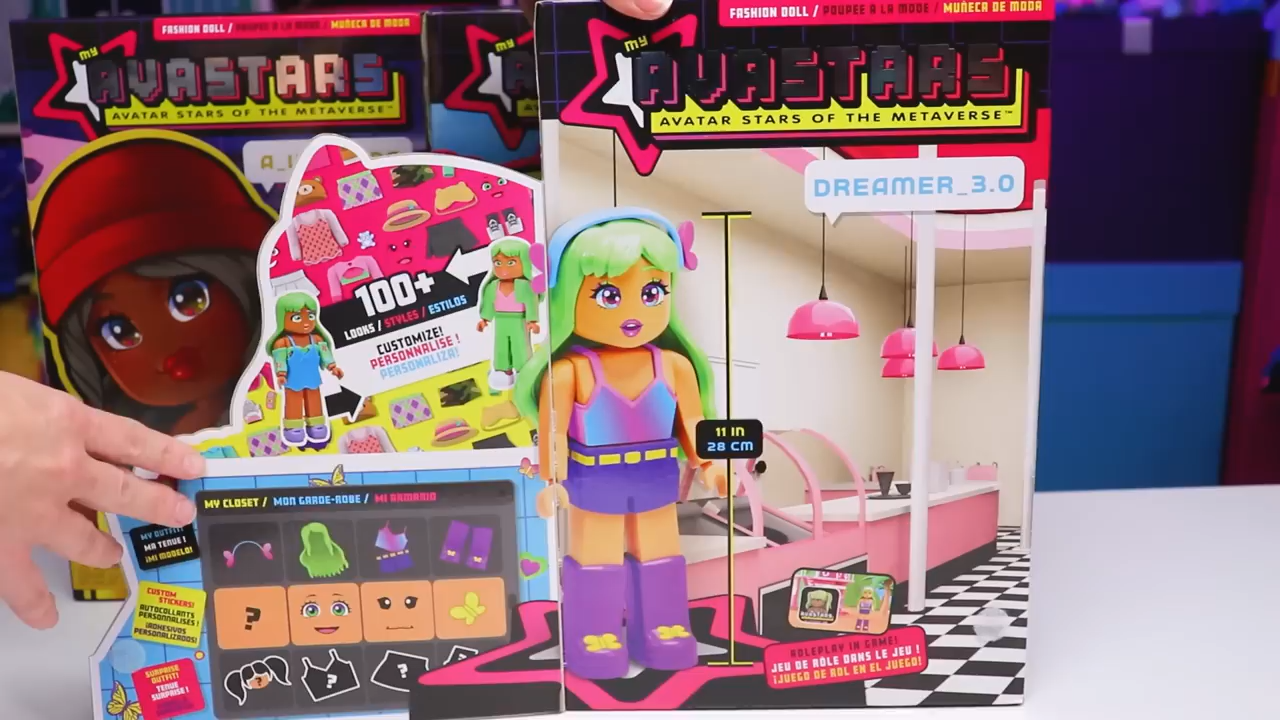 FASHION DOLL / POUPÉE À LA MODE / MUÑECA DE MODA
MY
AVASTARS
AVATAR STARS OF THE METAVERSE™
FASHION DOLL / POUPÉE À LA MODE / MUÑECA DE MODA
MY
AVASTARS
AVATAR STARS OF THE METAVERSE™
DREAMER_3.0
MY
100+
LOOKS / STYLES / ESTILOS
CUSTOMIZE!
PERSONNALISE !
PERSONALIZA!
11 IN
28 CM
MY CLOSET / MON GARDE-ROBE / MI ARMARIO
MY OUTFIT!
MA TENUE !
¡MI MODELO!
CUSTOM
STICKERS!
AUTOCOLLANTS
PERSONNALISÉS !
¡ADHESIVOS
PERSONALIZADOS!
SURPRISE
OUTFIT!
TENUE
SURPRISE !
?
?
?
?
AVASTARS
ROLEPLAY IN GAME!
JEU DE RÔLE DANS LE JEU !
¡JUEGO DE ROL EN EL JUEGO!